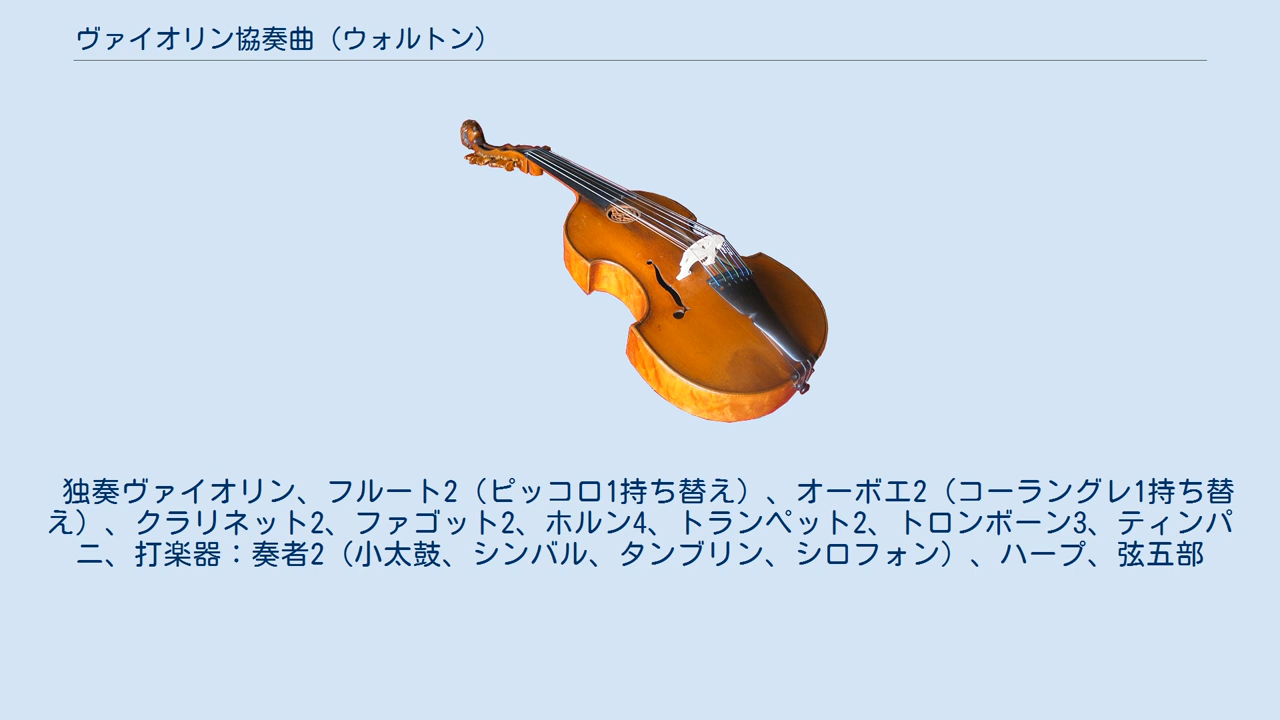 ヴァイオリン協奏曲（ウォルトン）
独奏ヴァイオリン、フルート2（ピッコロ1持ち替え）、オーボエ2（コーラングレ1持ち替
え）、クラリネット2、ファゴット2、ホルン4、トランペット2、トロンボーン3、ティンパ
ニ、打楽器：奏者2（小太鼓、シンバル、タンブリン、シロフォン）、ハープ、弦五部